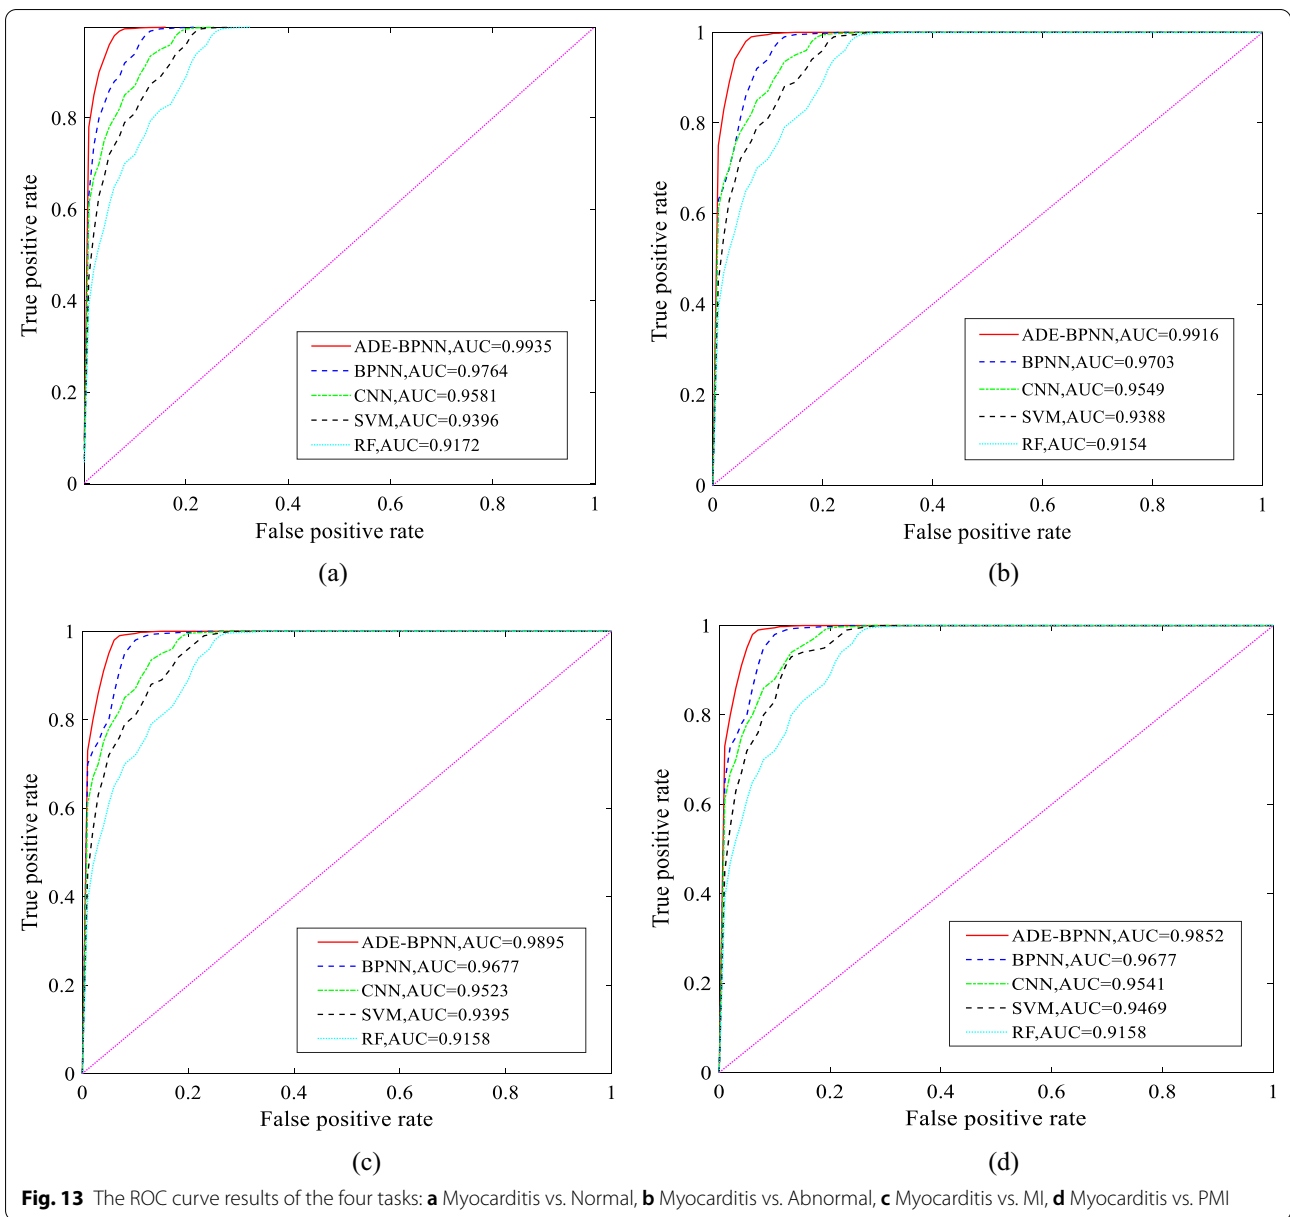 True positive rate
0.8
0.6
0.4
0.2
0
0.2
0.4
0.6
0.8
1
False positive rate
ADE-BPNN,AUC=0.9935
BPNN,AUC=0.9764
CNN,AUC=0.9581
SVM,AUC=0.9396
RF,AUC=0.9172
(a)
True positive rate
1
0.8
0.6
0.4
0.2
0
0
0.2
0.4
0.6
0.8
1
False positive rate
ADE-BPNN,AUC=0.9916
BPNN,AUC=0.9703
CNN,AUC=0.9549
SVM,AUC=0.9388
RF,AUC=0.9154
(b)
True positive rate
1
0.8
0.6
0.4
0.2
0
0
0.2
0.4
0.6
0.8
1
False positive rate
ADE-BPNN,AUC=0.9895
BPNN,AUC=0.9677
CNN,AUC=0.9523
SVM,AUC=0.9395
RF,AUC=0.9158
(c)
True positive rate
1
0.8
0.6
0.4
0.2
0
0
0.2
0.4
0.6
0.8
1
False positive rate
ADE-BPNN,AUC=0.9852
BPNN,AUC=0.9677
CNN,AUC=0.9541
SVM,AUC=0.9469
RF,AUC=0.9158
(d)
Fig. 13 The ROC curve results of the four tasks: a Myocarditis vs. Normal, b Myocarditis vs. Abnormal, c Myocarditis vs. MI, d Myocarditis vs. PMI